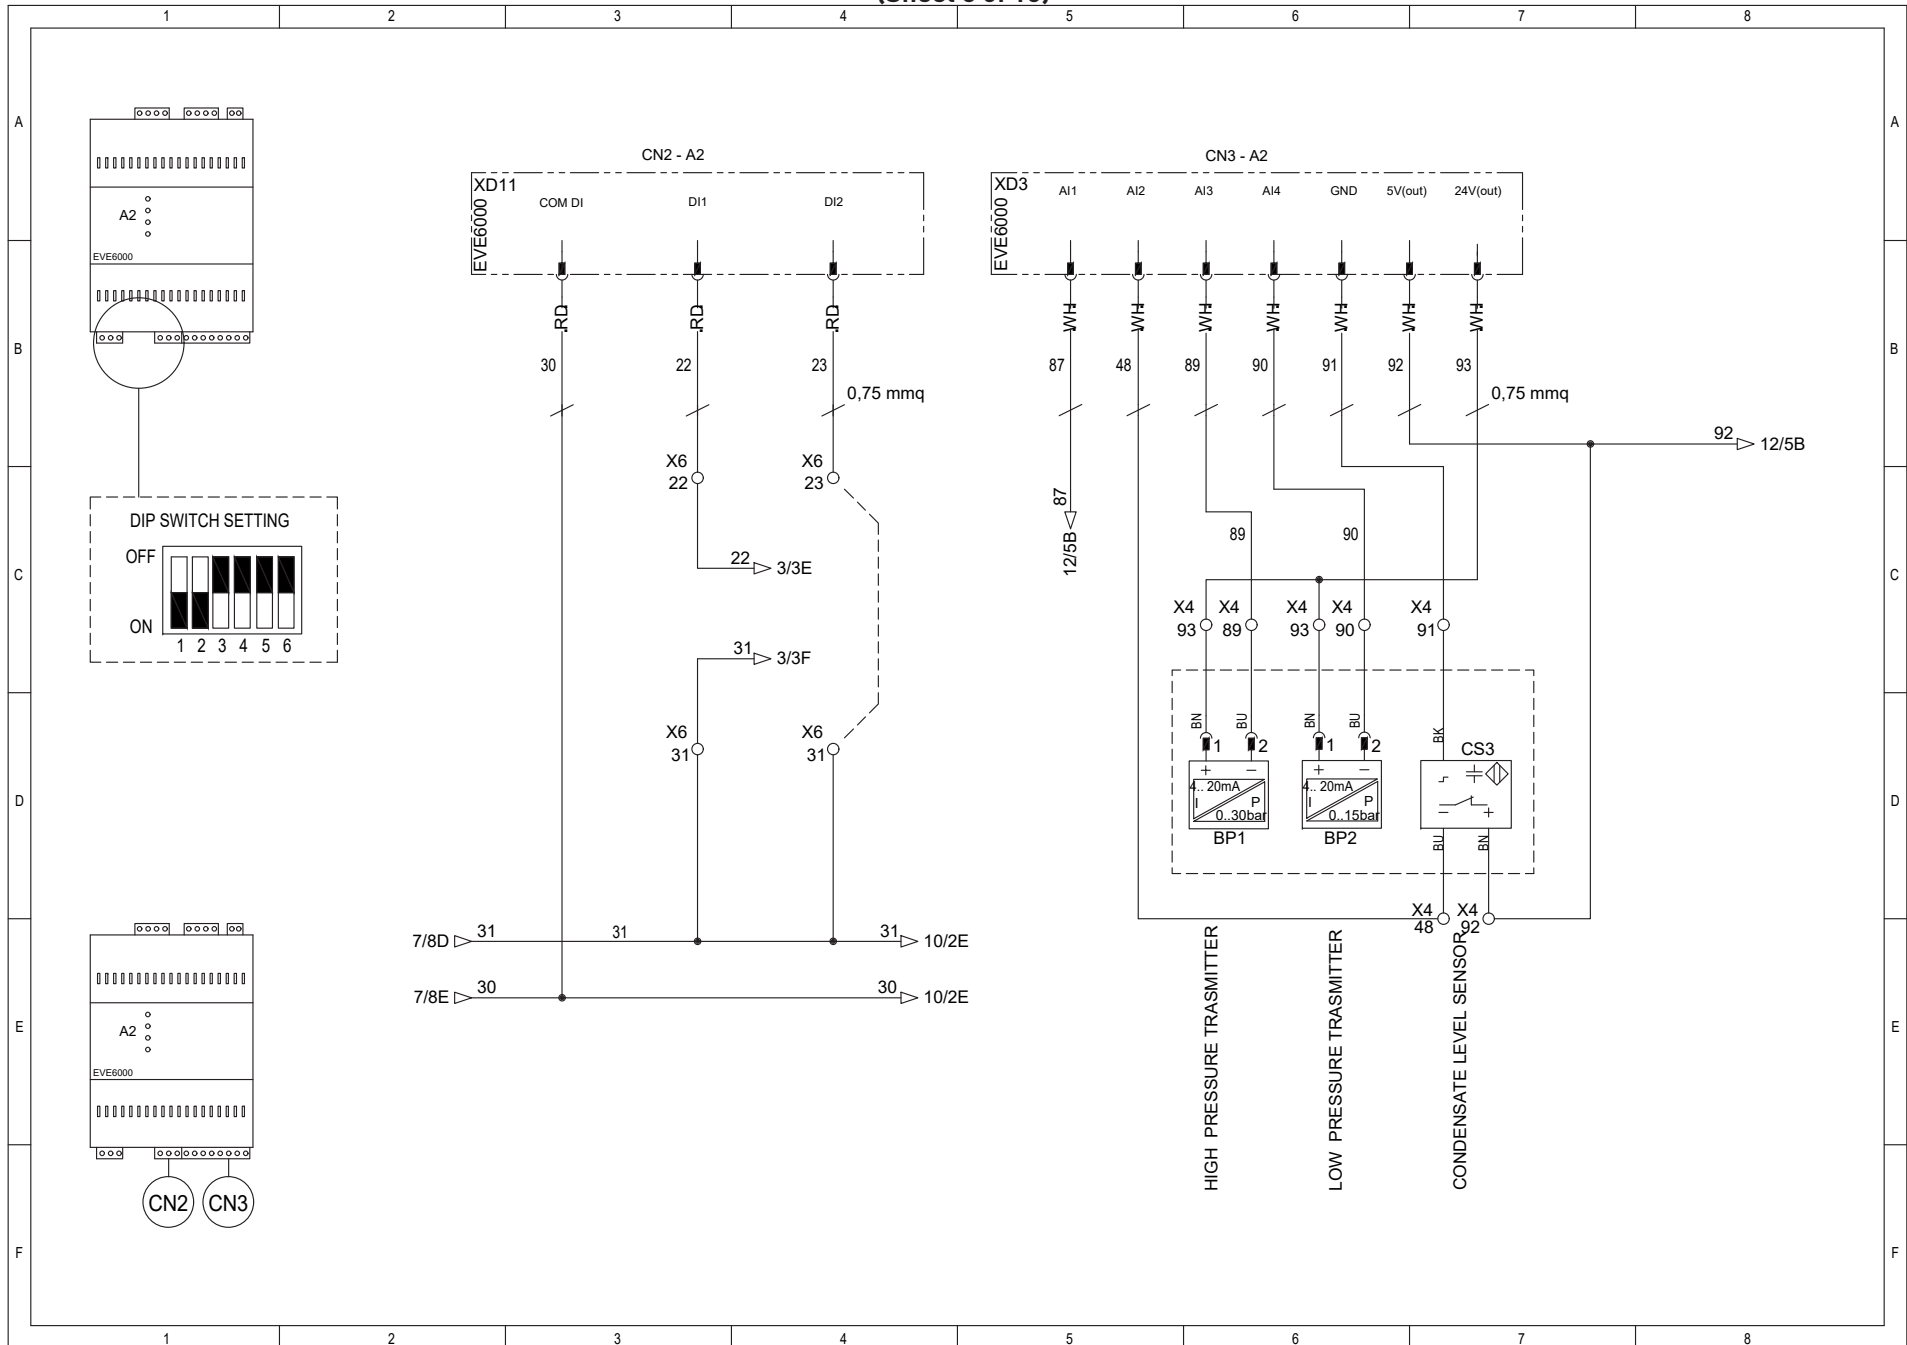 1 2 3 4 5 6 7 8
A
A
A2
EVE6000
CN2 - A2
XD11
EVE6000
COM DI
DI1
DI2
CN3 - A2
XD3
EVE6000
AI1
AI2
AI3
AI4
GND
5V(out)
24V(out)
B
B
RD
RD
RD
WH
WH
WH
WH
WH
WH
WH
30
22
23
0,75 mmq
87
48
89
90
91
92
93
0,75 mmq
92
12/5B
X6
22
X6
23
87
12/5B
C
C
DIP SWITCH SETTING
OFF
ON
1 2 3 4 5 6
22
3/3E
31
3/3F
89
90
X4
93
X4
89
X4
93
X4
90
X4
91
D
D
X6
31
X6
31
BN
BU
BN
BU
BK
1
2
1
2
CS3
+ −
4.. 20mA
I
P
0..30bar
BP1
+ −
4.. 20mA
I
P
0..15bar
BP2
− +
BU
BN
X4
48
X4
92
7/8D
31
31
31
10/2E
7/8E
30
30
10/2E
E
E
A2
EVE6000
HIGH PRESSURE TRASMITTER
LOW PRESSURE TRASMITTER
CONDENSATE LEVEL SENSOR
CN2
CN3
F
F
1 2 3 4 5 6 7 8